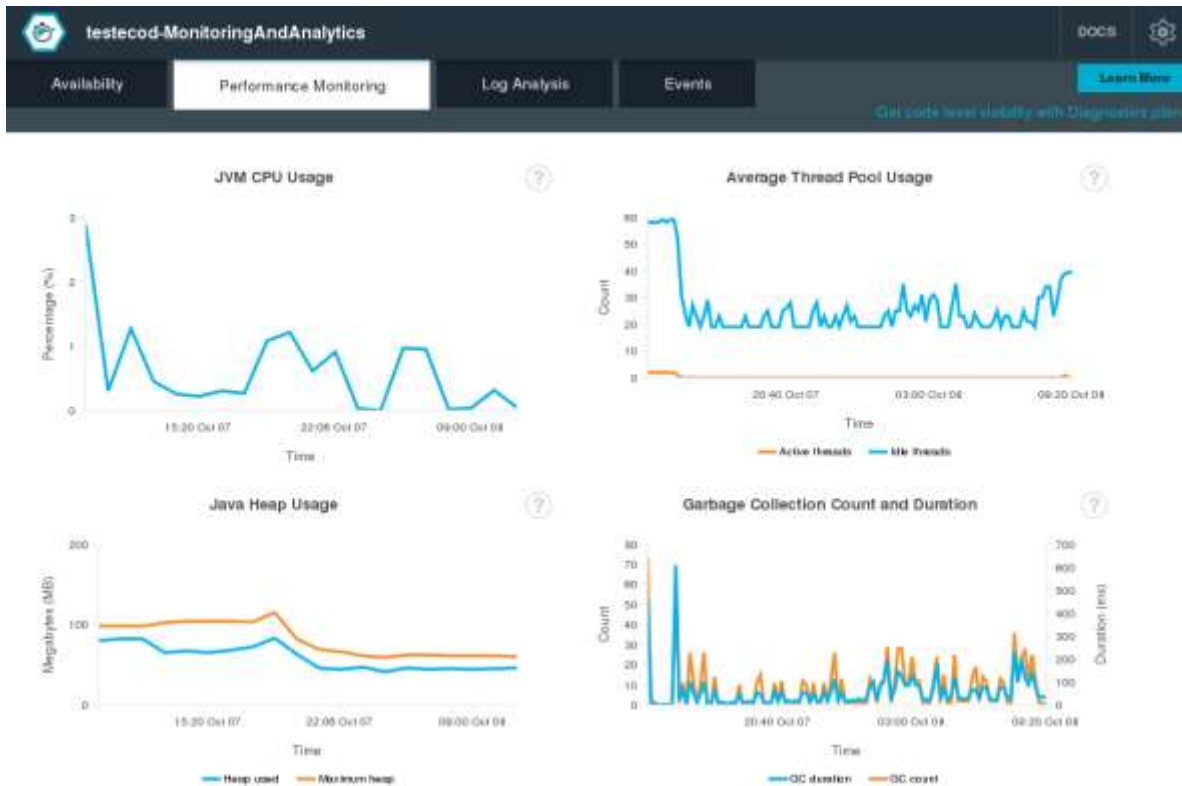 testecod-MonitoringAndAnalytics
DOCS
Availability
Performance Monitoring
Log Analysis
Events
Learn More
Get code level visibility with Diagnostics plan
JVM CPU Usage
?
Percentage (%)
3
2
1
0
15:20 Oct 07
22:08 Oct 07
09:00 Oct 08
Time
Average Thread Pool Usage
?
Count
60
50
40
30
20
10
0
20:40 Oct 07
03:00 Oct 08
09:20 Oct 08
Time
Active threads
Idle threads
Java Heap Usage
?
Megabytes (MB)
200
100
0
15:20 Oct 07
22:08 Oct 07
09:00 Oct 08
Time
Heap used
Maximum heap
Garbage Collection Count and Duration
?
Count
80
70
60
50
40
30
20
10
0
700
600
500
400
300
200
100
0
Duration (ms)
20:40 Oct 07
03:00 Oct 08
09:20 Oct 08
Time
GC duration
GC count